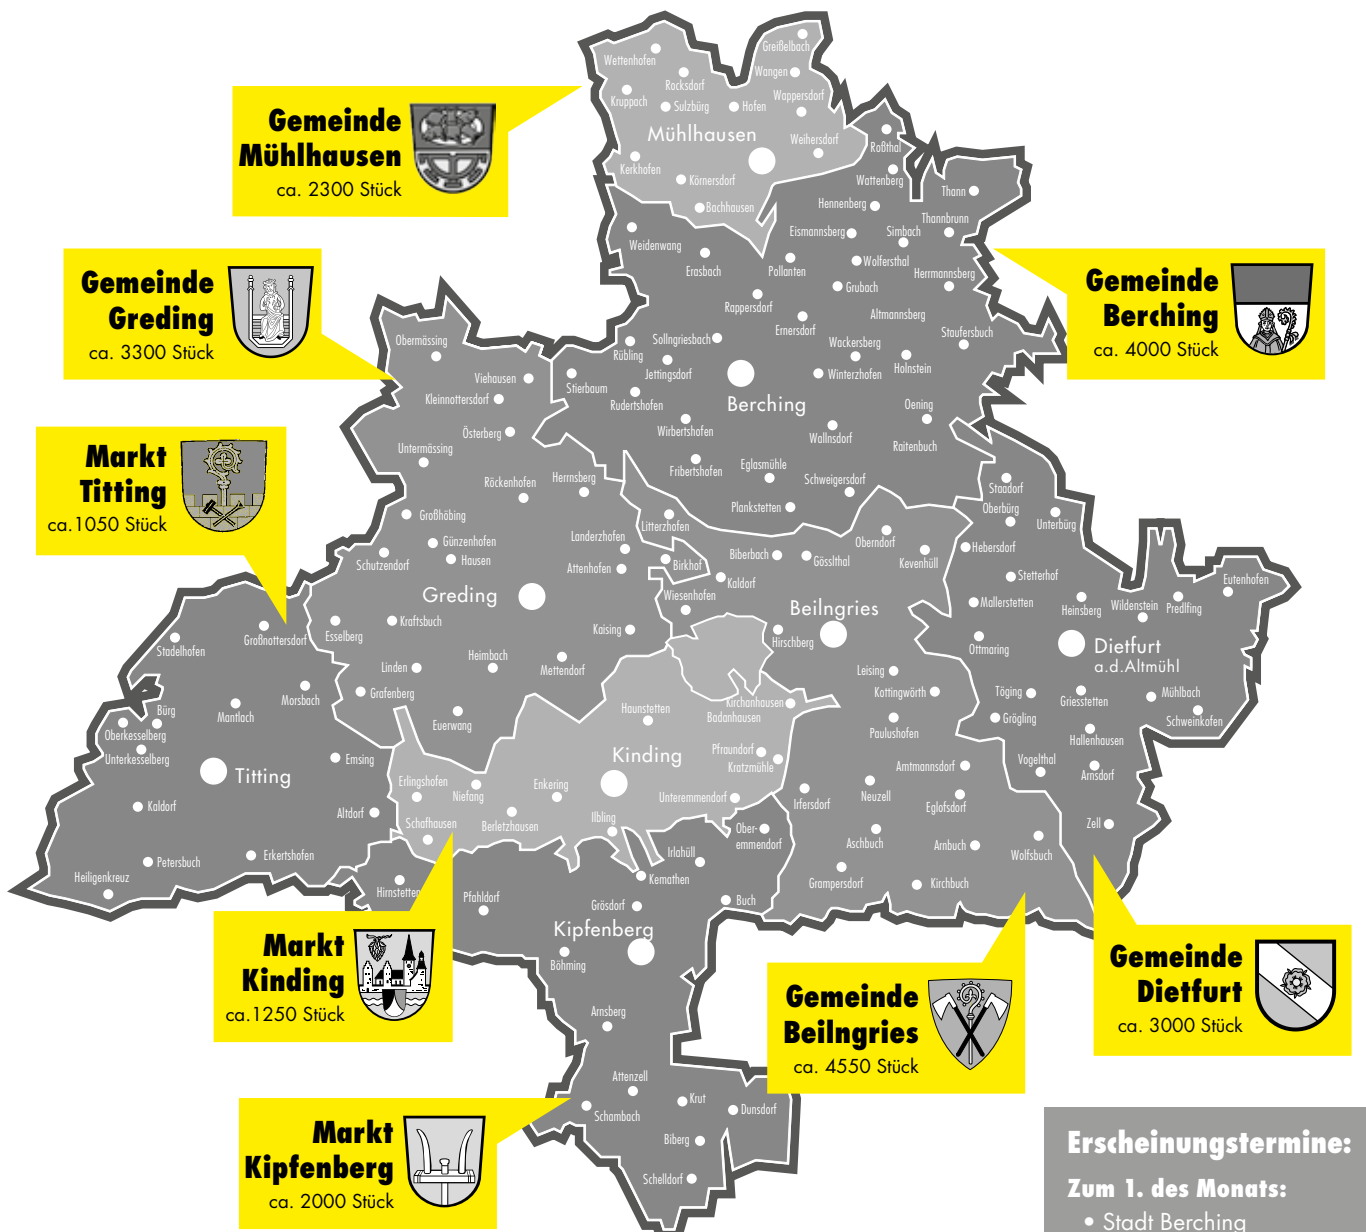 Gemeinde
Mühlhausen
ca. 2300 Stück
Gemeinde
Greding
ca. 3300 Stück
Markt
Titting
ca.1050 Stück
Gemeinde
Berching
ca. 4000 Stück
Markt
Kinding
ca.1250 Stück
Markt
Kipfenberg
ca. 2000 Stück
Gemeinde
Beilngries
ca. 4550 Stück
Gemeinde
Dietfurt
ca. 3000 Stück
Greißelbach
Wettenhofen
Wangen
Rocksdorf
Kruppach
Wappersdorf
Sulzbürg
Hofen
Mühlhausen
Weihersdorf
Kerkhofen
Körnersdorf
Bachhausen
Roßthal
Wattenberg
Thann
Hennenberg
Thannbrunn
Weidenwang
Eismannsberg
Simbach
Erasbach
Pollanten
Wolfersthal
Herrmannsberg
Grubach
Rappersdorf
Altmannsberg
Ernersdorf
Staufersbuch
Sollngriesbach
Wackersberg
Rübling
Jettingsdorf
Winterzhofen
Holnstein
Stierbaum
Rudertshofen
Berching
Oening
Wirbertshofen
Wallnsdorf
Raitenbuch
Fribertshofen
Eglasmühle
Schweigersdorf
Plankstetten
Obermässing
Viehausen
Kleinnottersdorf
Österberg
Untermässing
Röckenhofen
Herrnsberg
Großhöbing
Günzenhofen
Landerzhofen
Schutzendorf
Hausen
Attenhofen
Greding
Kraftsbuch
Esselberg
Kaising
Linden
Heimbach
Mettendorf
Grafenberg
Euerwang
Litterzhofen
Oberndorf
Biberbach
Gösslthal
Kevenhüll
Birkhof
Kaldorf
Wiesenhofen
Beilngries
Hirschberg
Leising
Kottingwörth
Paulushofen
Amtmannsdorf
Irfersdorf
Neuzell
Eglofsdorf
Aschbuch
Arnbuch
Wolfsbuch
Grampersdorf
Kirchbuch
Staadorf
Oberbürg
Unterbürg
Hebersdorf
Stetterhof
Eutenhofen
Mallerstetten
Heinsberg
Wildenstein
Predlfing
Ottmaring
Dietfurt
a.d.Altmühl
Töging
Griesstetten
Mühlbach
Grögling
Schweinkofen
Hallenhausen
Vogelthal
Arnsdorf
Zell
Großnottersdorf
Stadelhofen
Morsbach
Mantlach
Bürg
Oberkesselberg
Unterkesselberg
Emsing
Titting
Kaldorf
Altdorf
Petersbuch
Erkertshofen
Heiligenkreuz
Kirchanhausen
Badanhausen
Haunstetten
Pfraundorf
Kinding
Kratzmühle
Erlingshofen
Enkering
Niefang
Unteremmendorf
Ilbling
Schafhausen
Berletzhausen
Ober-
emmendorf
Irlahüll
Kemathen
Hirnstetten
Pfahldorf
Buch
Grösdorf
Kipfenberg
Böhming
Arnsberg
Attenzell
Krut
Schambach
Dunsdorf
Biberg
Schelldorf
Erscheinungstermine:
Zum 1. des Monats:
• Stadt Berching